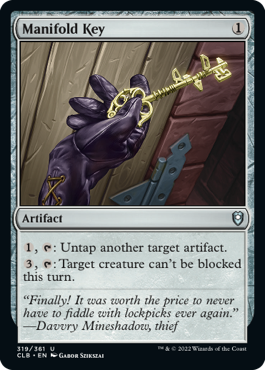 Manifold Key 1
Artifact
1, T: Untap another target artifact.
3, T: Target creature can't be blocked
this turn.
"Finally! It was worth the price to never
have to fiddle with lockpicks ever again."
—Davvry Mineshadow, thief
319/361 U
CLB • EN Gabor Szikszai
™ & © 2022 Wizards of the Coast